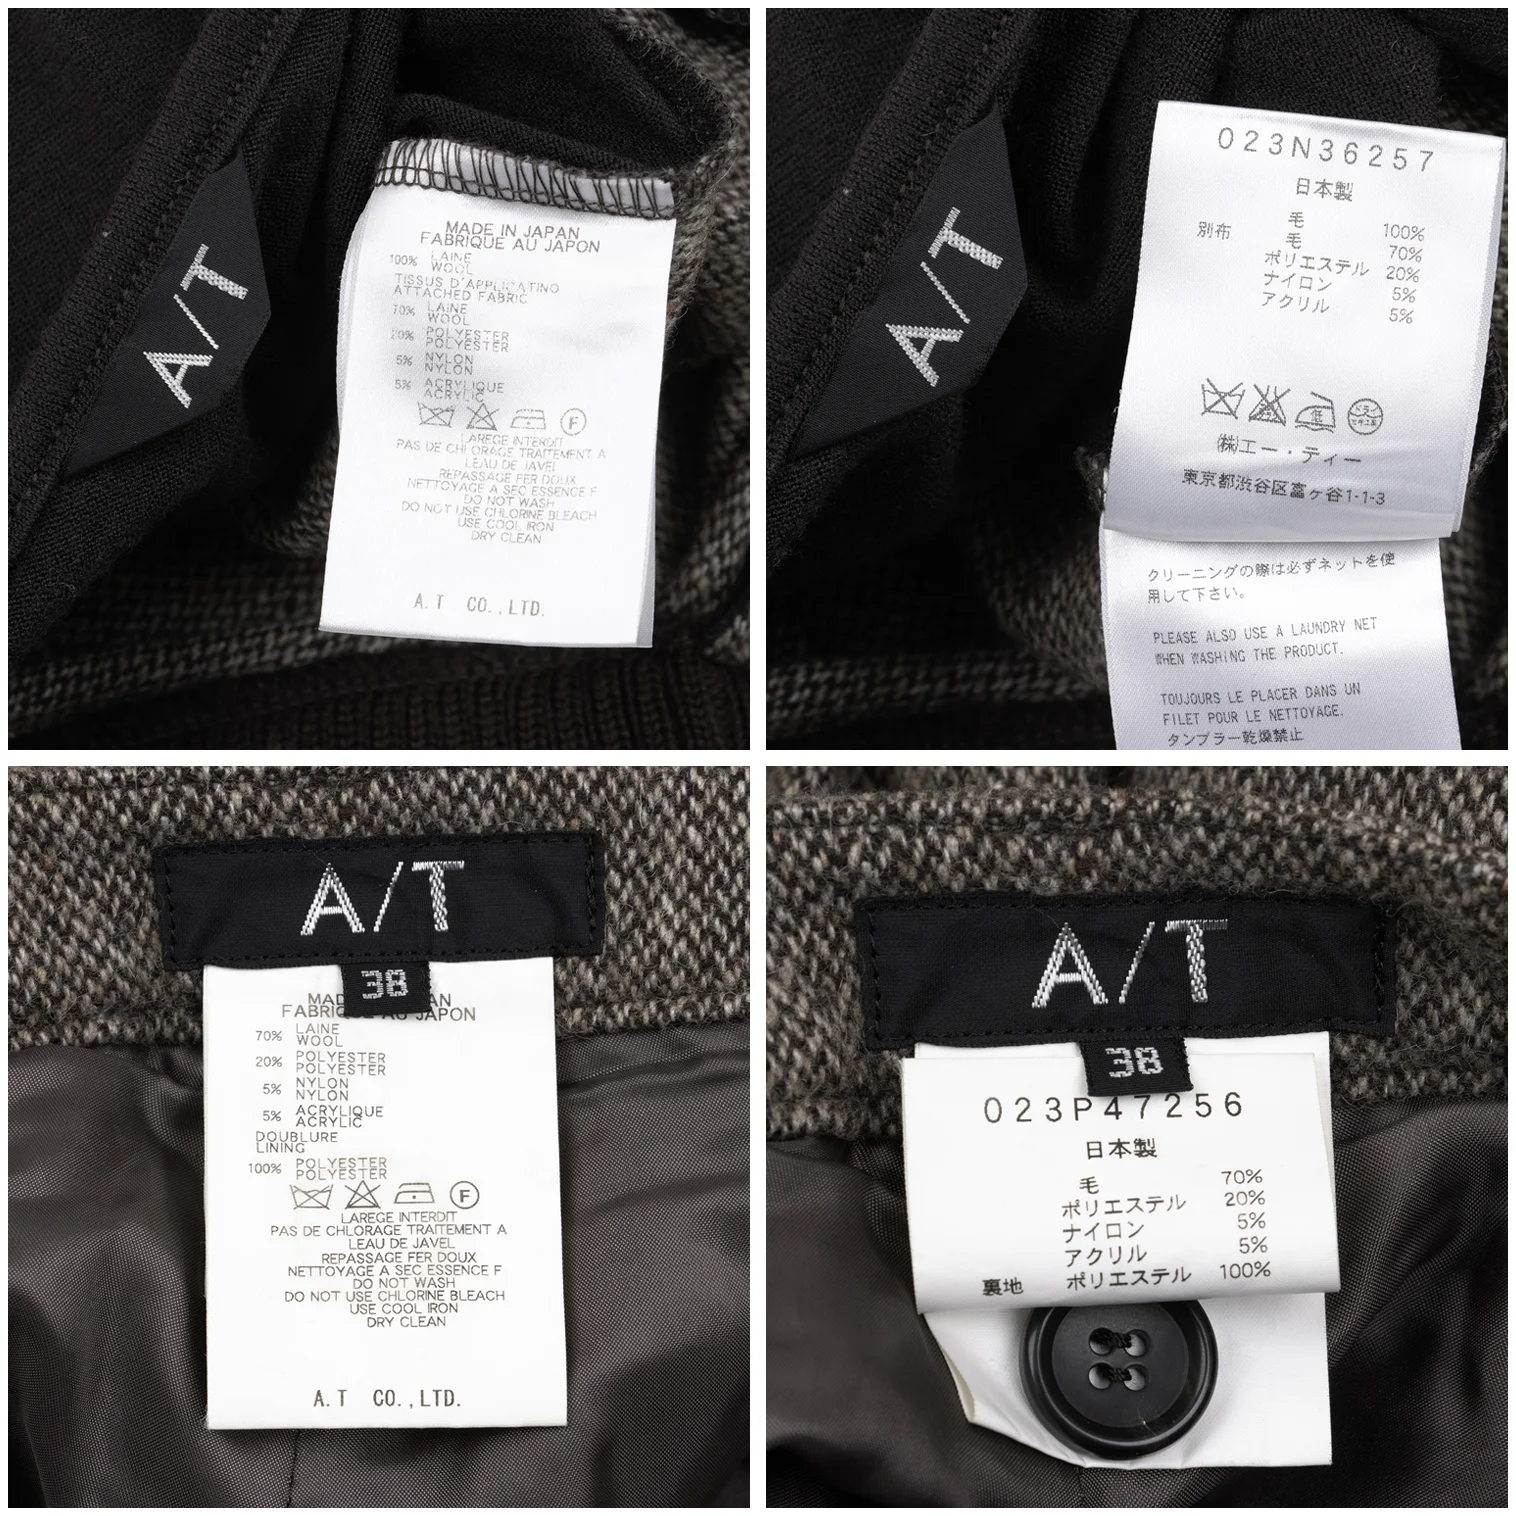 A/T
MADE IN JAPAN
FABRIQUE AU JAPON
100% LAINE
WOOL
TISSUS D'APPLICATINO
ATTACHED FABRIC
70% LAINE
WOOL
20% POLYESTER
POLYESTER
5% NYLON
NYLON
5% ACRYLIQUE
ACRYLIC
F
LAREGE INTERDIT
PAS DE CHLORAGE TRAITEMENT A
LEAU DE JAVEL
REPASSAGE FER DOUX
NETTOYAGE A SEC ESSENCE F
DO NOT WASH
DO NOT USE CHLORINE BLEACH
USE COOL IRON
DRY CLEAN
A.T CO.,LTD.
A/T
023N36257
日本製
毛 100%
別布 毛 70%
ポリエステル 20%
ナイロン 5%
アクリル 5%
低
(株)エー・ティー
東京都渋谷区富ヶ谷1-1-3
クリーニングの際は必ずネットを使
用して下さい。
PLEASE ALSO USE A LAUNDRY NET
WHEN WASHING THE PRODUCT.
TOUJOURS LE PLACER DANS UN
FILET POUR LE NETTOYAGE.
タンブラー乾燥禁止
A/T
38
FABRIQUE AU JAPON
70% LAINE
WOOL
20% POLYESTER
POLYESTER
5% NYLON
NYLON
5% ACRYLIQUE
ACRYLIC
DOUBLURE
LINING
100% POLYESTER
POLYESTER
F
LAREGE INTERDIT
PAS DE CHLORAGE TRAITEMENT A
LEAU DE JAVEL
REPASSAGE FER DOUX
NETTOYAGE A SEC ESSENCE F
DO NOT WASH
DO NOT USE CHLORINE BLEACH
USE COOL IRON
DRY CLEAN
A.T CO.,LTD.
A/T
38
023P47256
日本製
毛 70%
ポリエステル 20%
ナイロン 5%
アクリル 5%
裏地 ポリエステル 100%